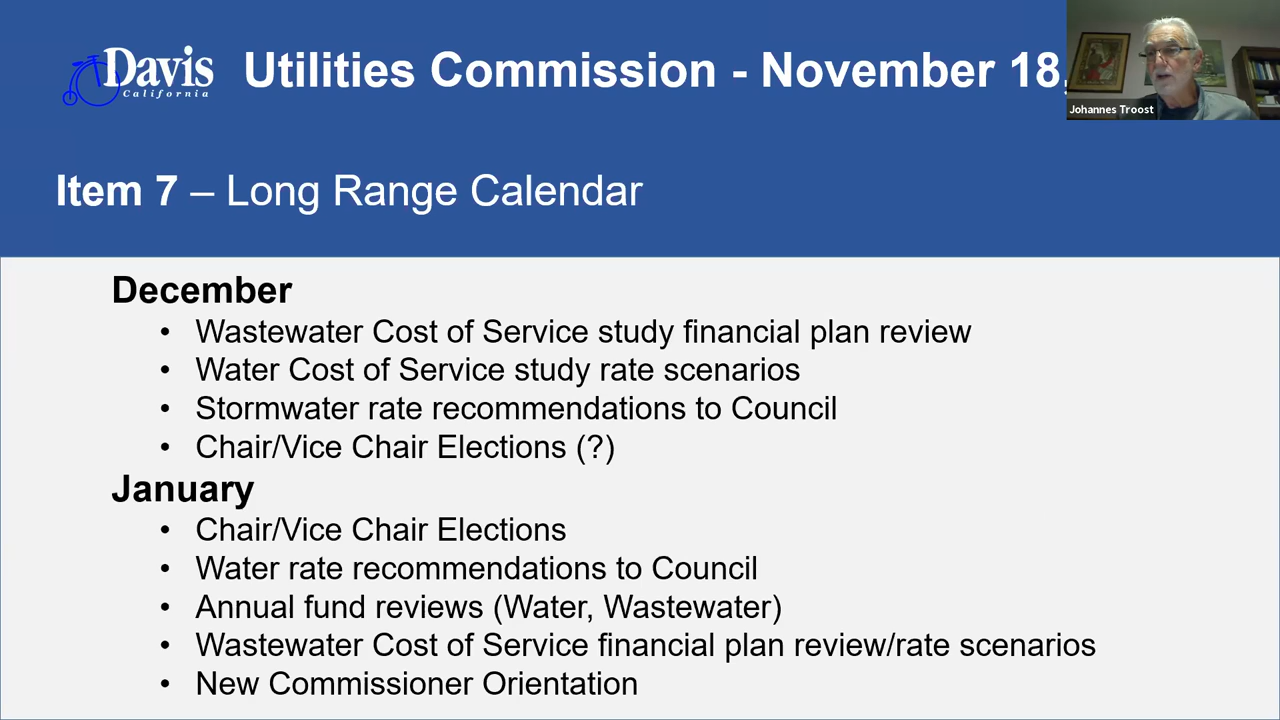 Davis
California
Utilities Commission - November 18,
Johannes Troost
Item 7 – Long Range Calendar
December
• Wastewater Cost of Service study financial plan review
• Water Cost of Service study rate scenarios
• Stormwater rate recommendations to Council
• Chair/Vice Chair Elections (?)
January
• Chair/Vice Chair Elections
• Water rate recommendations to Council
• Annual fund reviews (Water, Wastewater)
• Wastewater Cost of Service financial plan review/rate scenarios
• New Commissioner Orientation